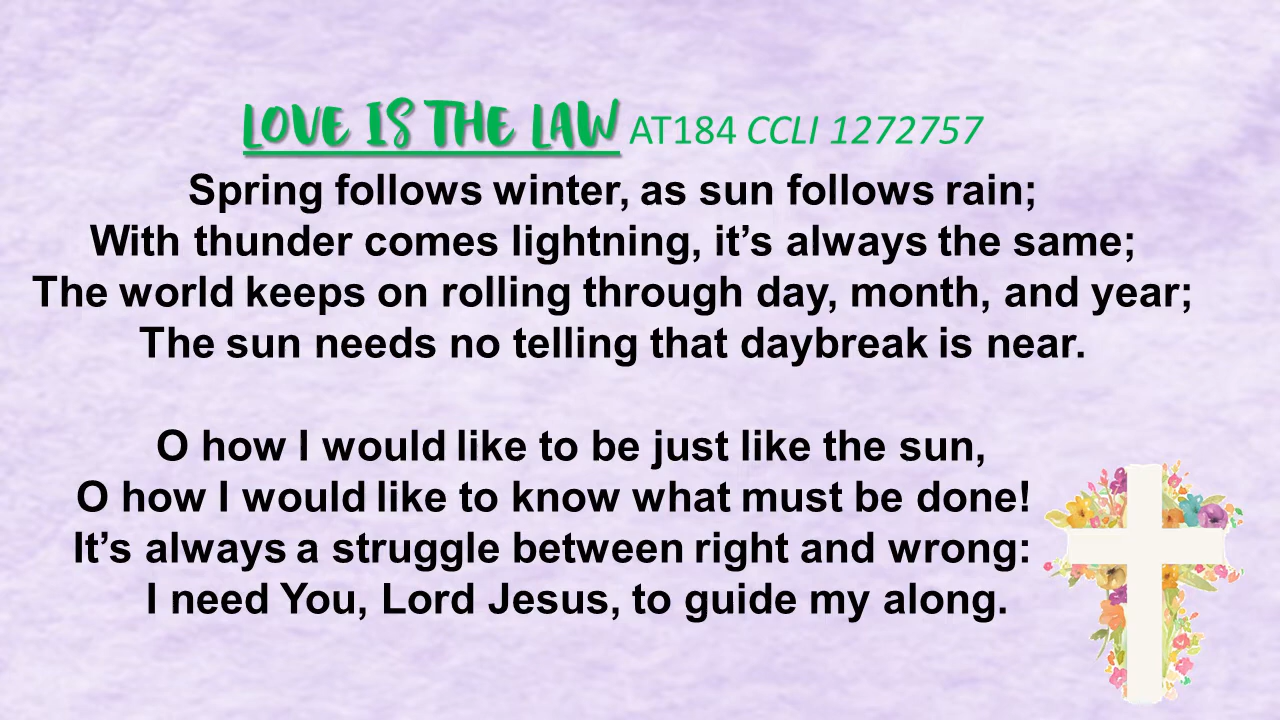 LOVE IS THE LAW AT184 CCLI 1272757
Spring follows winter, as sun follows rain;
With thunder comes lightning, it’s always the same;
The world keeps on rolling through day, month, and year;
The sun needs no telling that daybreak is near.
O how I would like to be just like the sun,
O how I would like to know what must be done!
It’s always a struggle between right and wrong:
I need You, Lord Jesus, to guide my along.